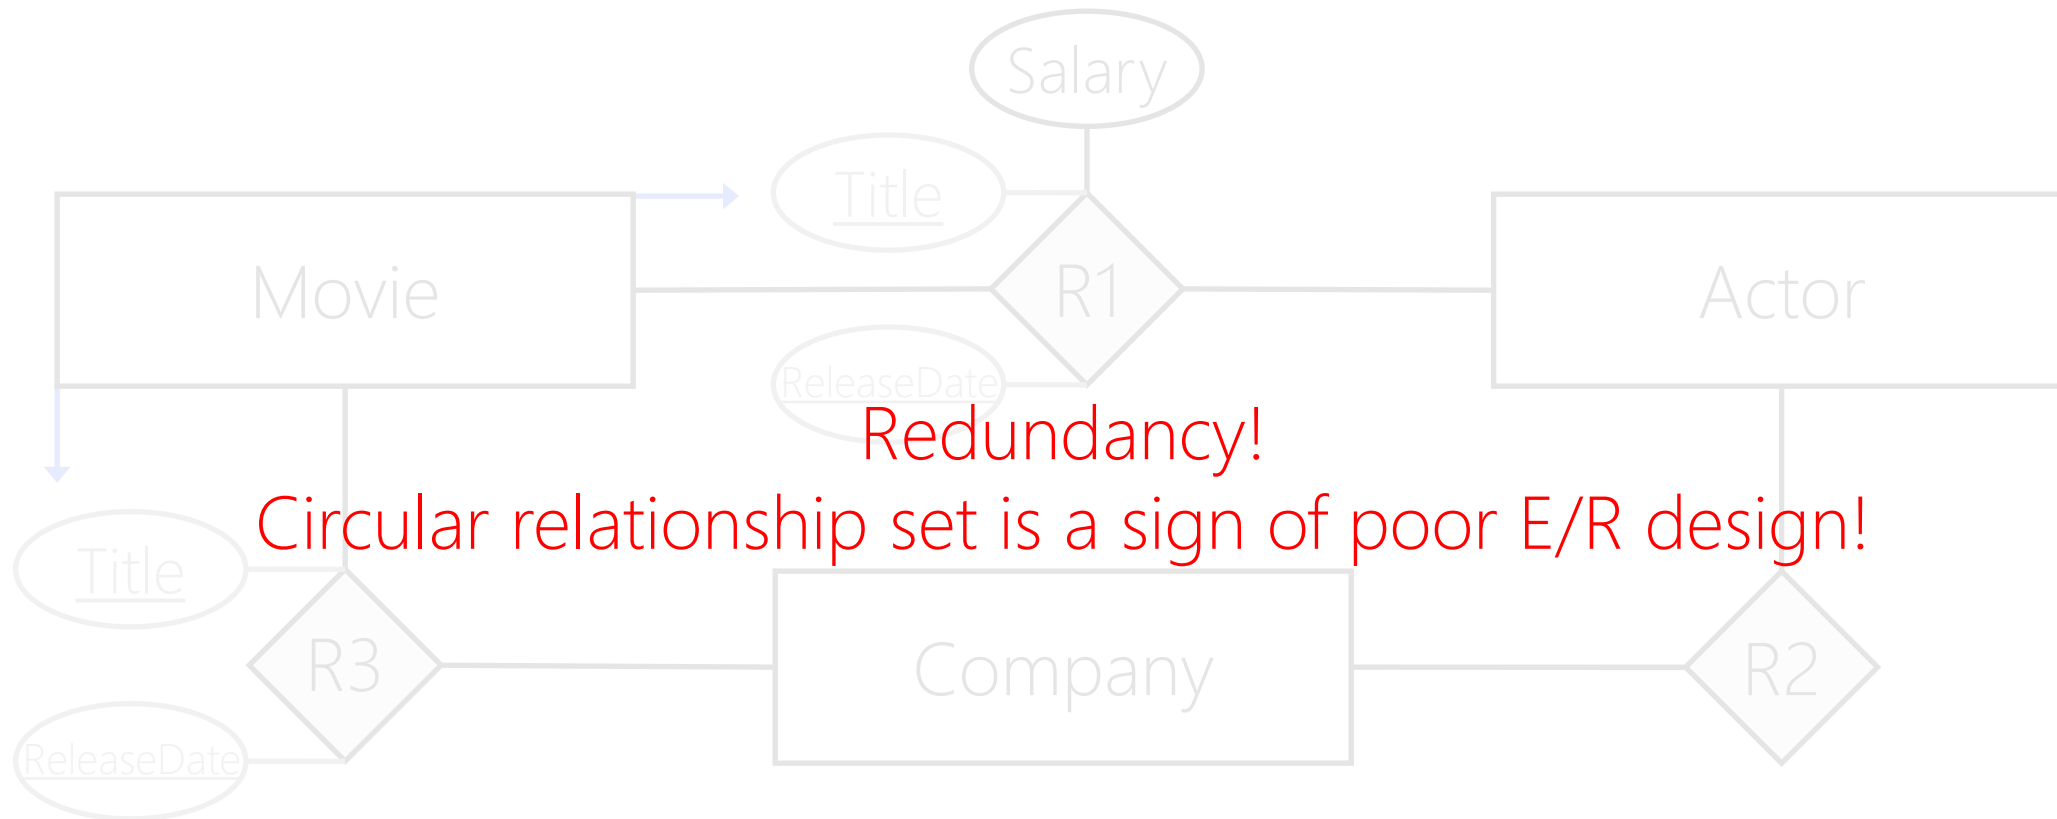 Salary
Title
Movie
R1
Actor
ReleaseDate
Redundancy!
Circular relationship set is a sign of poor E/R design!
Title
R3
Company
R2
ReleaseDate